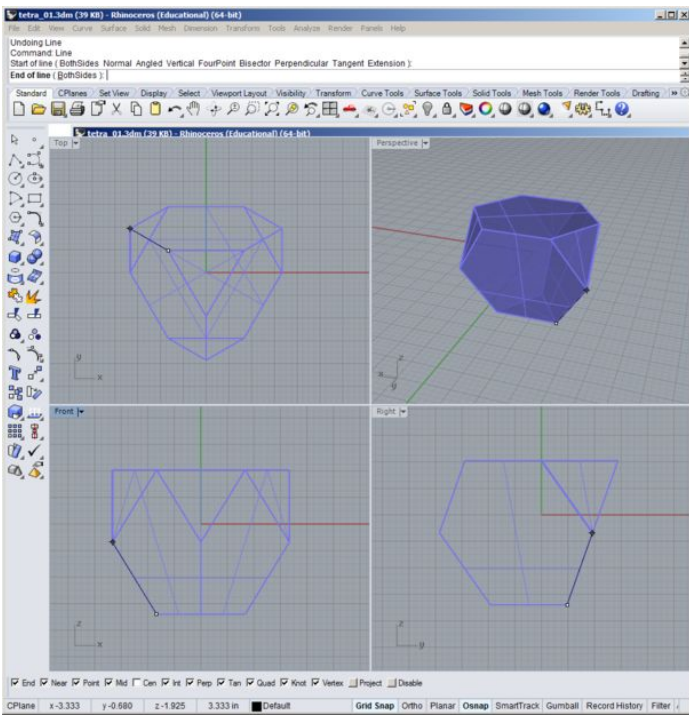 tetra_01.3dm (39 KB) - Rhinoceros (Educational) (64-bit)
File Edit View Curve Surface Solid Mesh Dimension Transform Tools Analyze Render Panels Help
Undoing Line
Command: Line
Start of line ( BothSides Normal Angled Vertical FourPoint Bisector Perpendicular Tangent Extension ):
End of line ( BothSides ):
Standard CPlanes Set View Display Select Viewport Layout Visibility Transform Curve Tools Surface Tools Solid Tools Mesh Tools Render Tools Drafting
tetra_01.3dm (39 KB) - Rhinoceros (Educational) (64-bit)
Top Perspective
y z
x x
y
Front Right
z z
x y
End Near Point Mid Cen Int Perp Tan Quad Knot Vertex Project Disable
CPlane x -3.333 y -0.680 z -1.925 3.333 in Default Grid Snap Ortho Planar Osnap SmartTrack Gumball Record History Filter